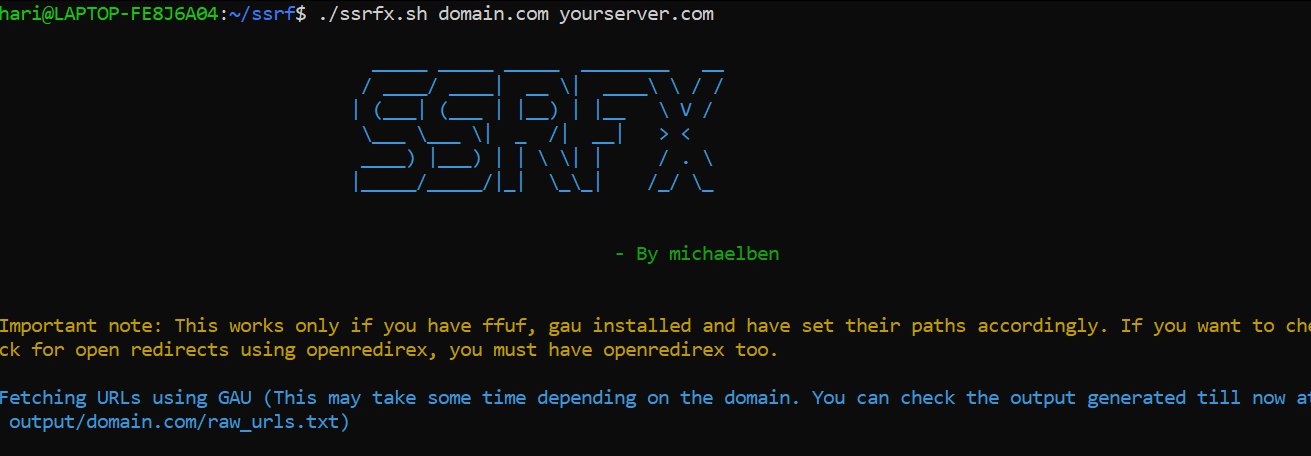 hari@LAPTOP-FE8J6A04:~/ssrf$ ./ssrfx.sh domain.com yourserver.com
SSRFX
- By michaelben
Important note: This works only if you have ffuf, gau installed and have set their paths accordingly. If you want to che
ck for open redirects using openredirex, you must have openredirex too.
Fetching URLs using GAU (This may take some time depending on the domain. You can check the output generated till now at
output/domain.com/raw_urls.txt)